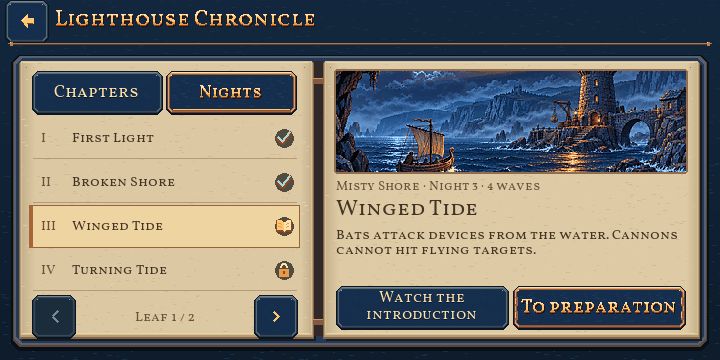 Lighthouse Chronicle
Chapters
Nights
I First Light
II Broken Shore
III Winged Tide
IV Turning Tide
Leaf 1 / 2
Misty Shore · Night 3 · 4 waves
Winged Tide
Bats attack devices from the water. Cannons
cannot hit flying targets.
Watch the
introduction
To preparation